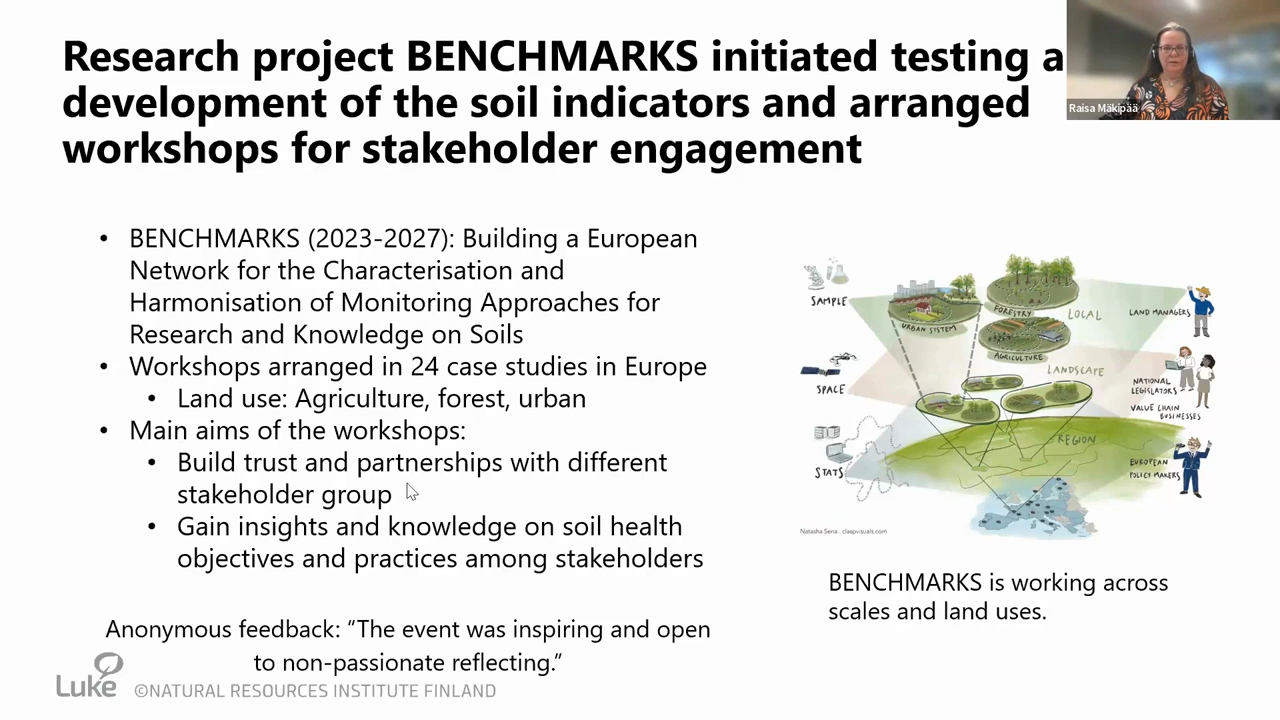 Research project BENCHMARKS initiated testing a
development of the soil indicators and arranged
workshops for stakeholder engagement
Raisa Mäkipää
• BENCHMARKS (2023-2027): Building a European
Network for the Characterisation and
Harmonisation of Monitoring Approaches for
Research and Knowledge on Soils
• Workshops arranged in 24 case studies in Europe
• Land use: Agriculture, forest, urban
• Main aims of the workshops:
• Build trust and partnerships with different
stakeholder group
• Gain insights and knowledge on soil health
objectives and practices among stakeholders
Anonymous feedback: “The event was inspiring and open
to non-passionate reflecting.”
SAMPLE
URBAN SYSTEM
FORESTRY
LOCAL
LAND MANAGERS
AGRICULTURE
LANDSCAPE
SPACE
NATIONAL
LEGISLATORS
VALUE CHAIN
BUSINESSES
REGION
STATS
EUROPEAN
POLICY MAKERS
Natasha Sena . claspvisuals.com
BENCHMARKS is working across
scales and land uses.
Luke ©NATURAL RESOURCES INSTITUTE FINLAND